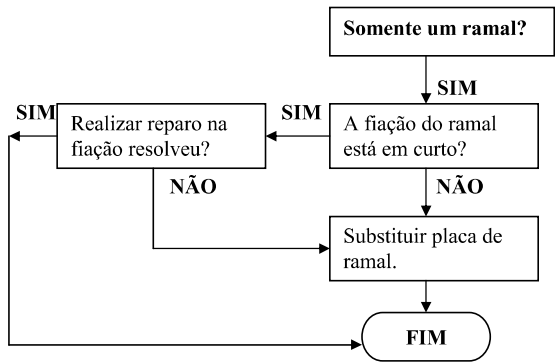 Somente um ramal?
SIM
SIM
Realizar reparo na
fiação resolveu?
SIM
A fiação do ramal
está em curto?
NÃO
NÃO
Substituir placa de
ramal.
FIM